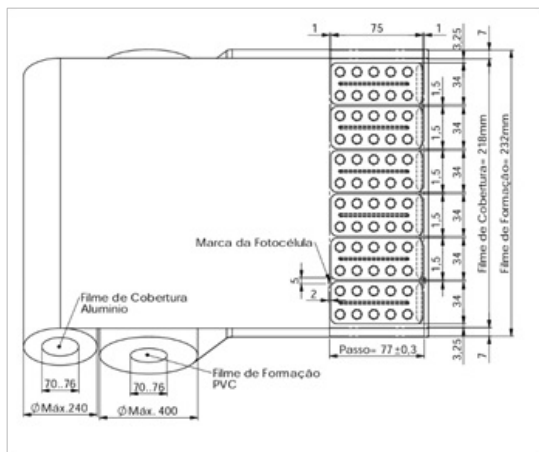 1 75 1
3,25
7
34
1,5
34
1,5
34
1,5
34
1,5
34
1,5
34
3,25
7
Filme de Cobertura= 218mm
Filme de Formação= 232mm
Marca da Fotocélula
5
2
Passo= 77±0,3
Filme de Cobertura
Aluminio
Filme de Formação
PVC
70..76
70..76
ØMáx.240
ØMáx. 400